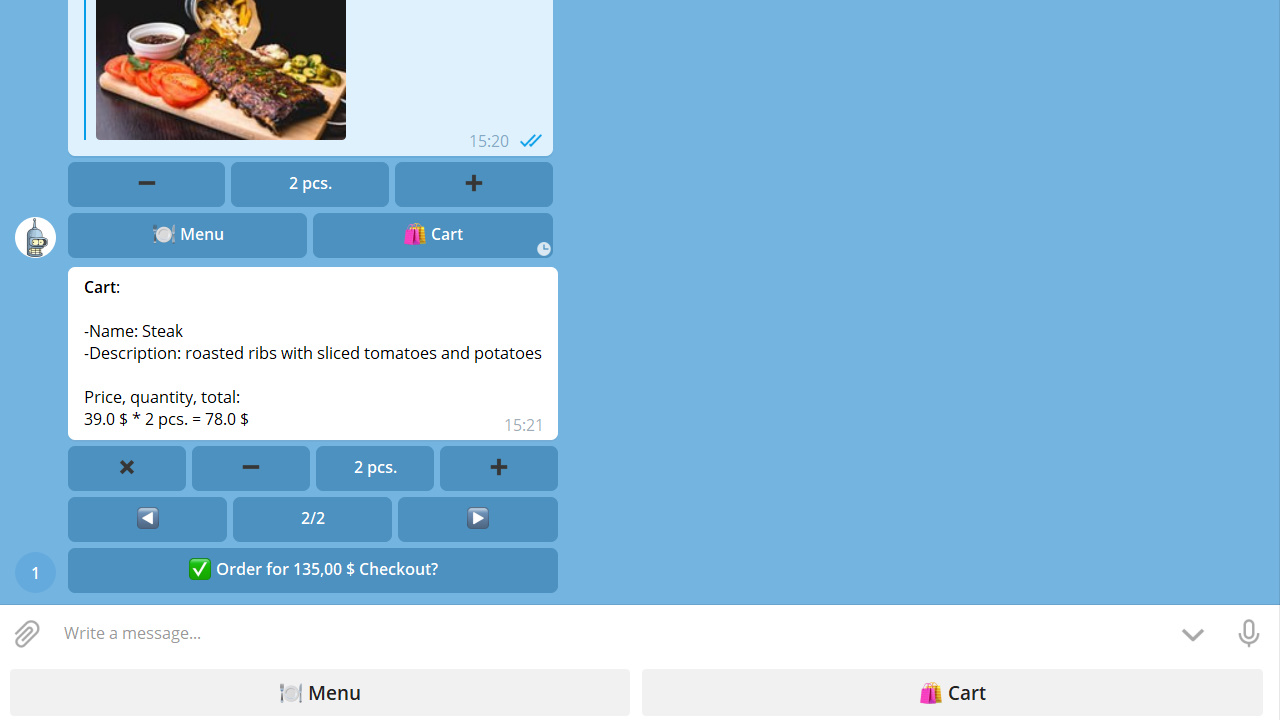 15:20
2 pcs.
Menu
Cart
Cart:
-Name: Steak
-Description: roasted ribs with sliced tomatoes and potatoes
Price, quantity, total:
39.0 $ * 2 pcs. = 78.0 $
15:21
2 pcs.
2/2
1
Order for 135,00 $ Checkout?
Write a message...
Menu
Cart